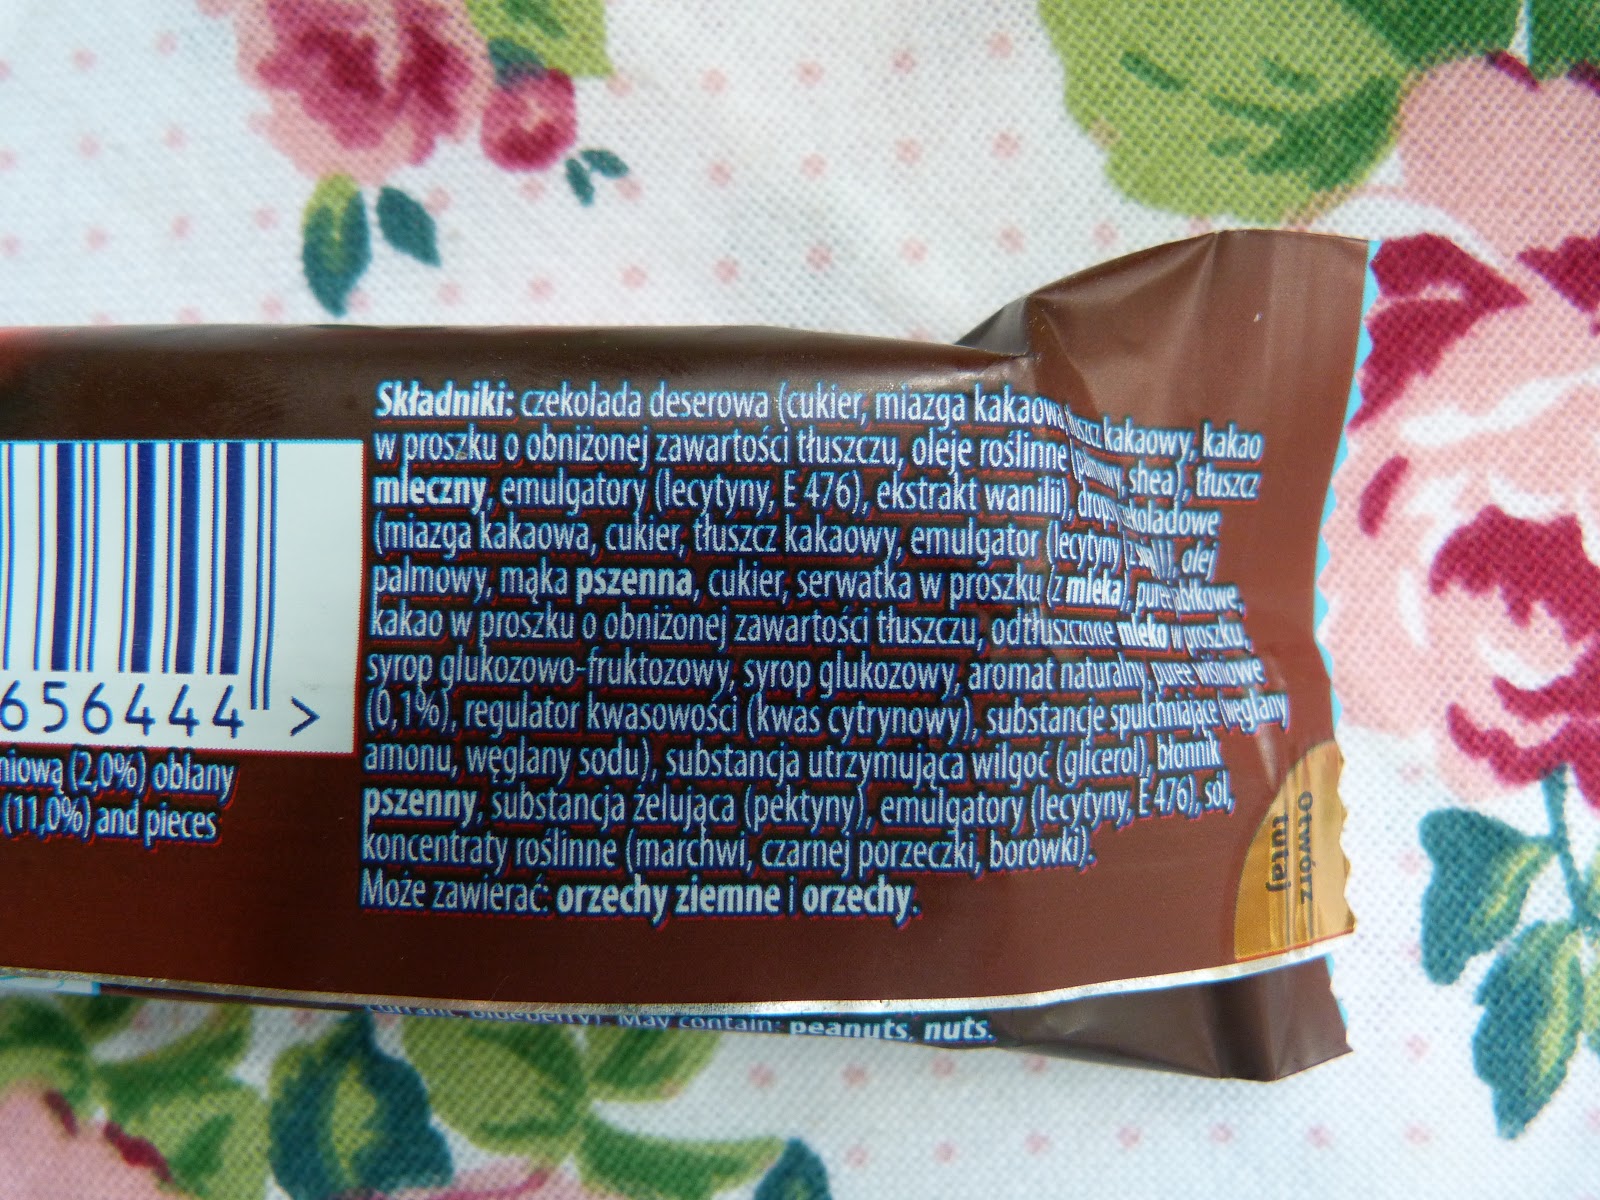 Składniki: czekolada deserowa (cukier, miazga kakaowa, tłuszcz kakaowy, kakao
w proszku o obniżonej zawartości tłuszczu, oleje roślinne (palmowy, shea), tłuszcz
mleczny, emulgatory (lecytyny, E 476), ekstrakt wanilii), dropsy czekoladowe
(miazga kakaowa, cukier, tłuszcz kakaowy, emulgator (lecytyny (z soi))), olej
palmowy, mąka pszenna, cukier, serwatka w proszku (z mleka), puree jabłkowe,
kakao w proszku o obniżonej zawartości tłuszczu, odtłuszczone mleko w proszku,
syrop glukozowo-fruktozowy, syrop glukozowy, aromat naturalny, puree wiśniowe
(0,1%), regulator kwasowości (kwas cytrynowy), substancje spulchniające (węglany
amonu, węglany sodu), substancja utrzymująca wilgoć (glicerol), błonnik
pszenny, substancja żelująca (pektyny), emulgatory (lecytyny, E 476), sól,
koncentraty roślinne (marchwi, czarnej porzeczki, borówki).
Może zawierać: orzechy ziemne i orzechy.
656444 >
niową (2,0%) oblany
(11,0%) and pieces
otwórz
tutaj
currant, blueberry). May contain: peanuts, nuts.